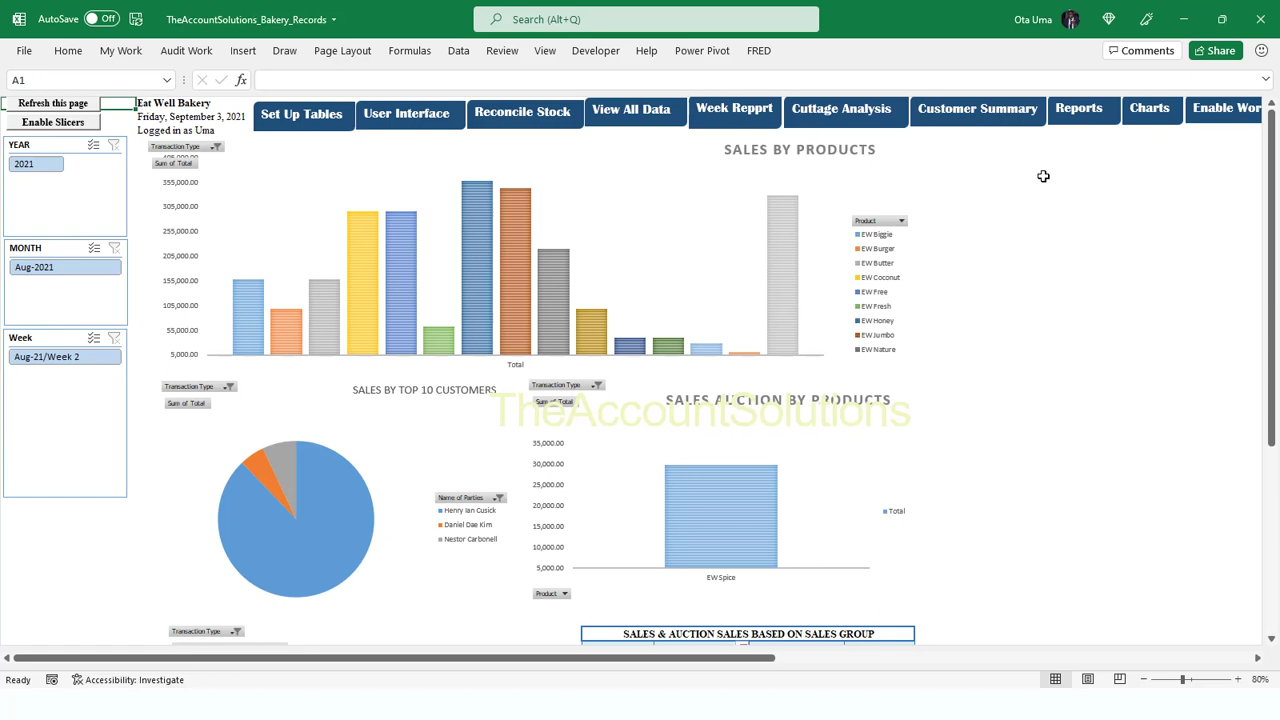 AutoSave Off TheAccountSolutions_Bakery_Records Search (Alt+Q) Ota Uma
File Home My Work Audit Work Insert Draw Page Layout Formulas Data Review View Developer Help Power Pivot FRED Comments Share
A1 fx
Refresh this page
Enable Slicers
Eat Well Bakery
Friday, September 3, 2021
Logged in as Uma
Set Up Tables User Interface Reconcile Stock View All Data Week Repprt Cuttage Analysis Customer Summary Reports Charts Enable Wor
YEAR
2021
MONTH
Aug-2021
Week
Aug-21/Week 2
Transaction Type
Sum of Total
SALES BY PRODUCTS
355,000.00
305,000.00
255,000.00
205,000.00
155,000.00
105,000.00
55,000.00
5,000.00
Total
Product
EW Biggie
EW Burger
EW Butter
EW Coconut
EW Free
EW Fresh
EW Honey
EW Jumbo
EW Nature
Transaction Type
Sum of Total
SALES BY TOP 10 CUSTOMERS
Name of Parties
Henry Ian Cusick
Daniel Dae Kim
Nestor Carbonell
Transaction Type
Sum of Total
SALES AUCTION BY PRODUCTS
TheAccountSolutions
35,000.00
30,000.00
25,000.00
20,000.00
15,000.00
10,000.00
5,000.00
EW Spice
Total
Product
Transaction Type
SALES & AUCTION SALES BASED ON SALES GROUP
Ready Accessibility: Investigate 80%